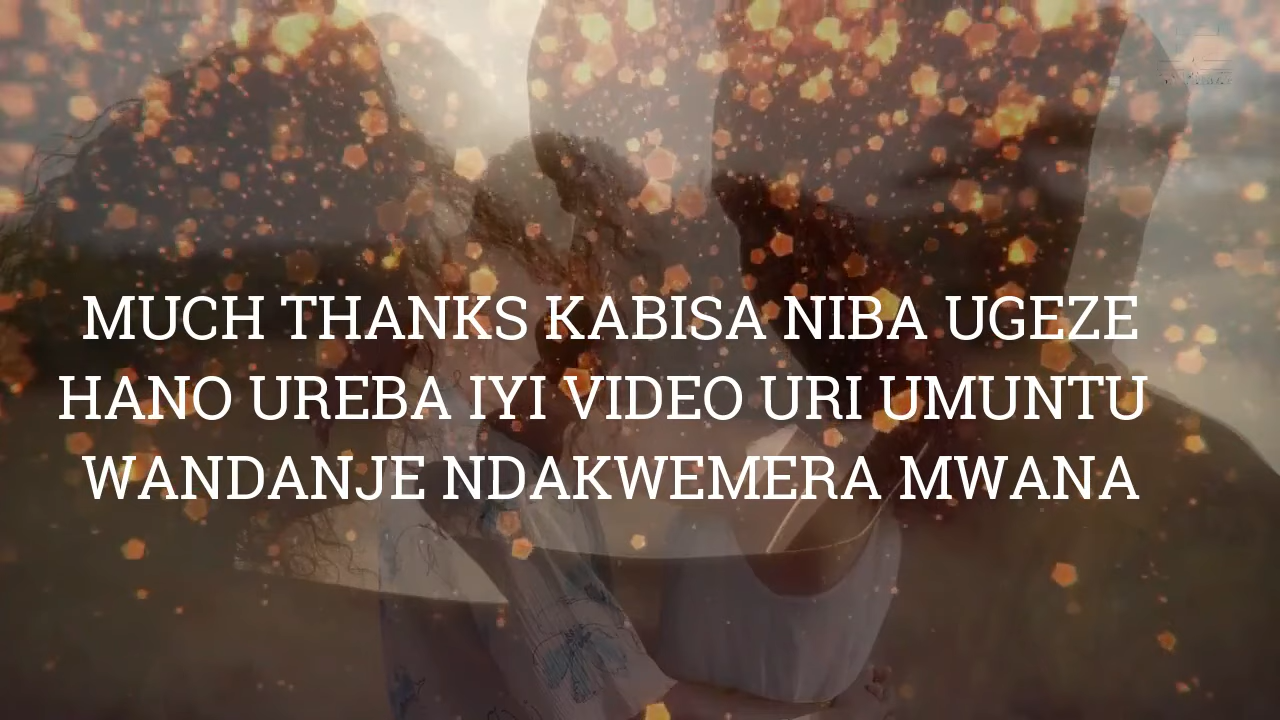 MUCH THANKS KABISA NIBA UGEZE
HANO UREBA IYI VIDEO URI UMUNTU
WANDANJE NDAKWEMERA MWANA